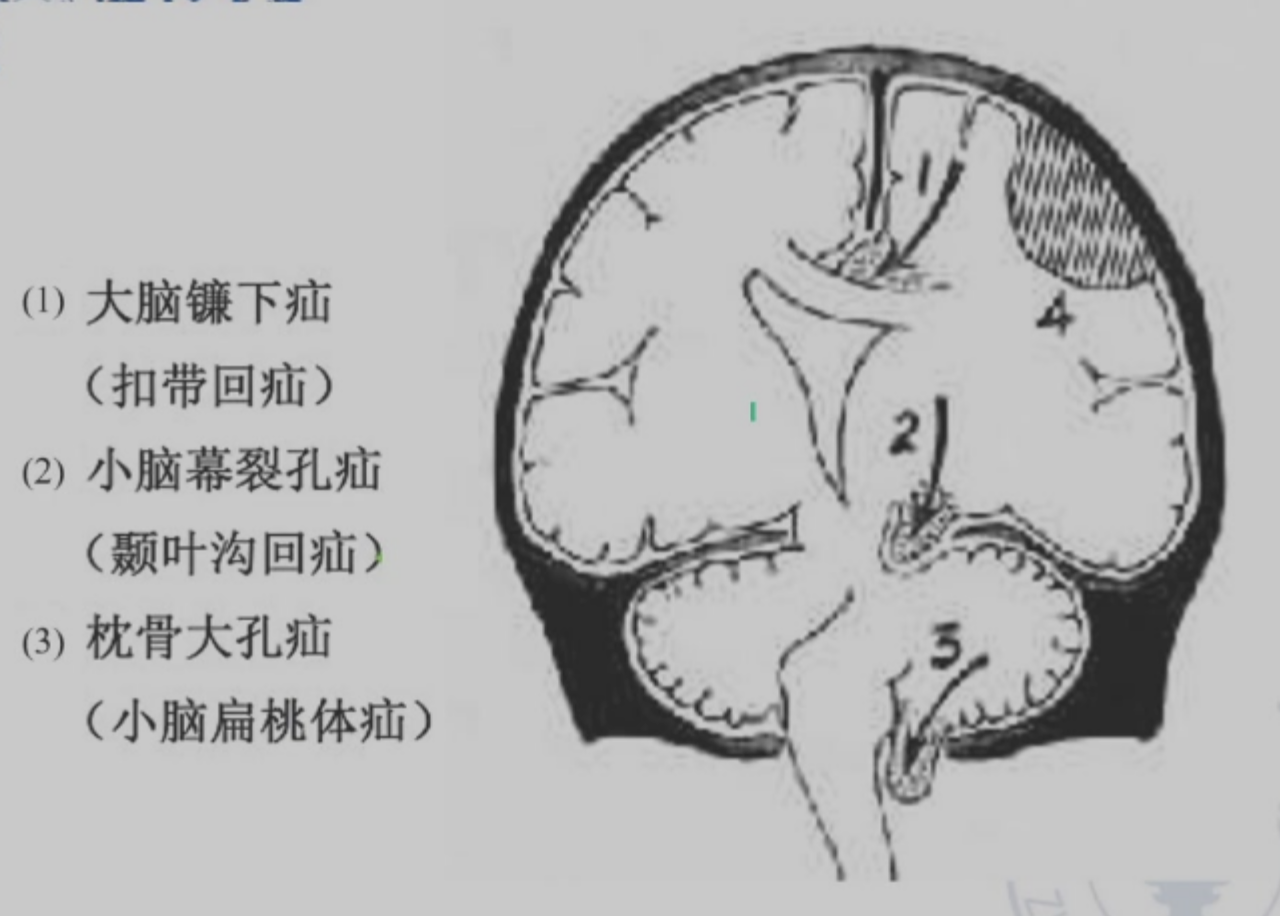 (1) 大脑镰下疝
（扣带回疝）
(2) 小脑幕裂孔疝
（颞叶沟回疝）
(3) 枕骨大孔疝
（小脑扁桃体疝）
1
4
2
3